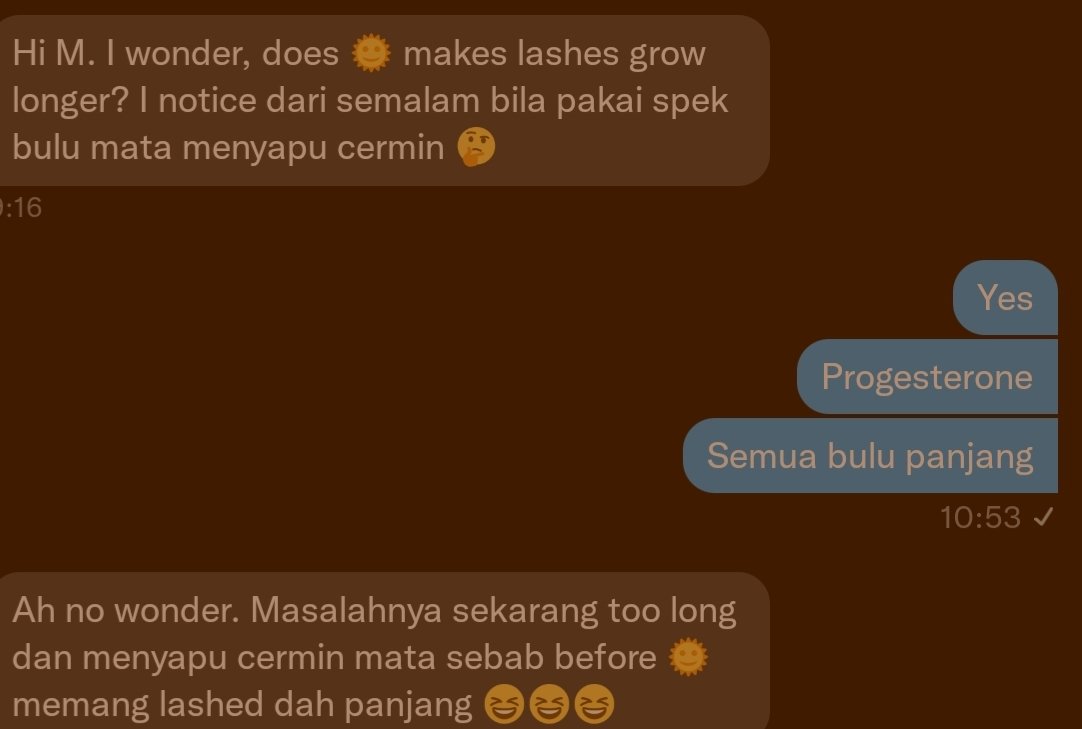 Hi M. I wonder, does 🌞 makes lashes grow
longer? I notice dari semalam bila pakai spek
bulu mata menyapu cermin 🤔
:16
Yes
Progesterone
Semua bulu panjang
10:53 ✓
Ah no wonder. Masalahnya sekarang too long
dan menyapu cermin mata sebab before 🌞
memang lashed dah panjang 😆😆😆